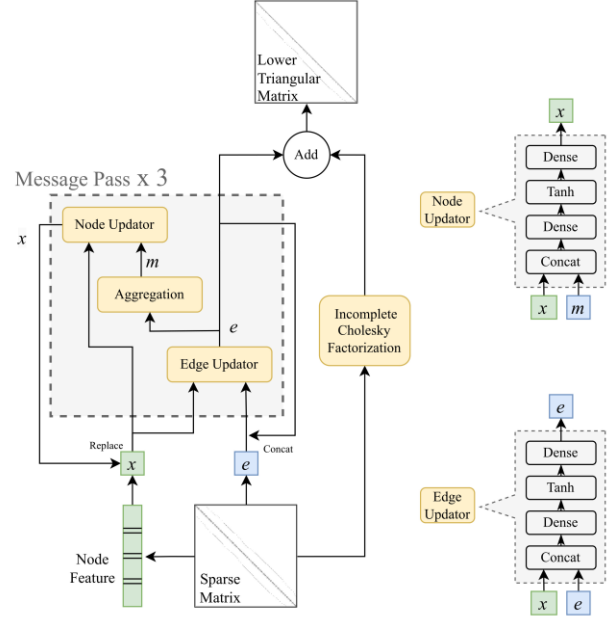 Lower
Triangular
Matrix
Add
Message Pass x 3
x
Node Updator
m
Aggregation
e
Edge Updator
Incomplete
Cholesky
Factorization
Replace
Concat
x
e
Node
Feature
Sparse
Matrix
x
Dense
Tanh
Dense
Concat
Node
Updator
x
m
e
Dense
Tanh
Dense
Concat
Edge
Updator
x
e